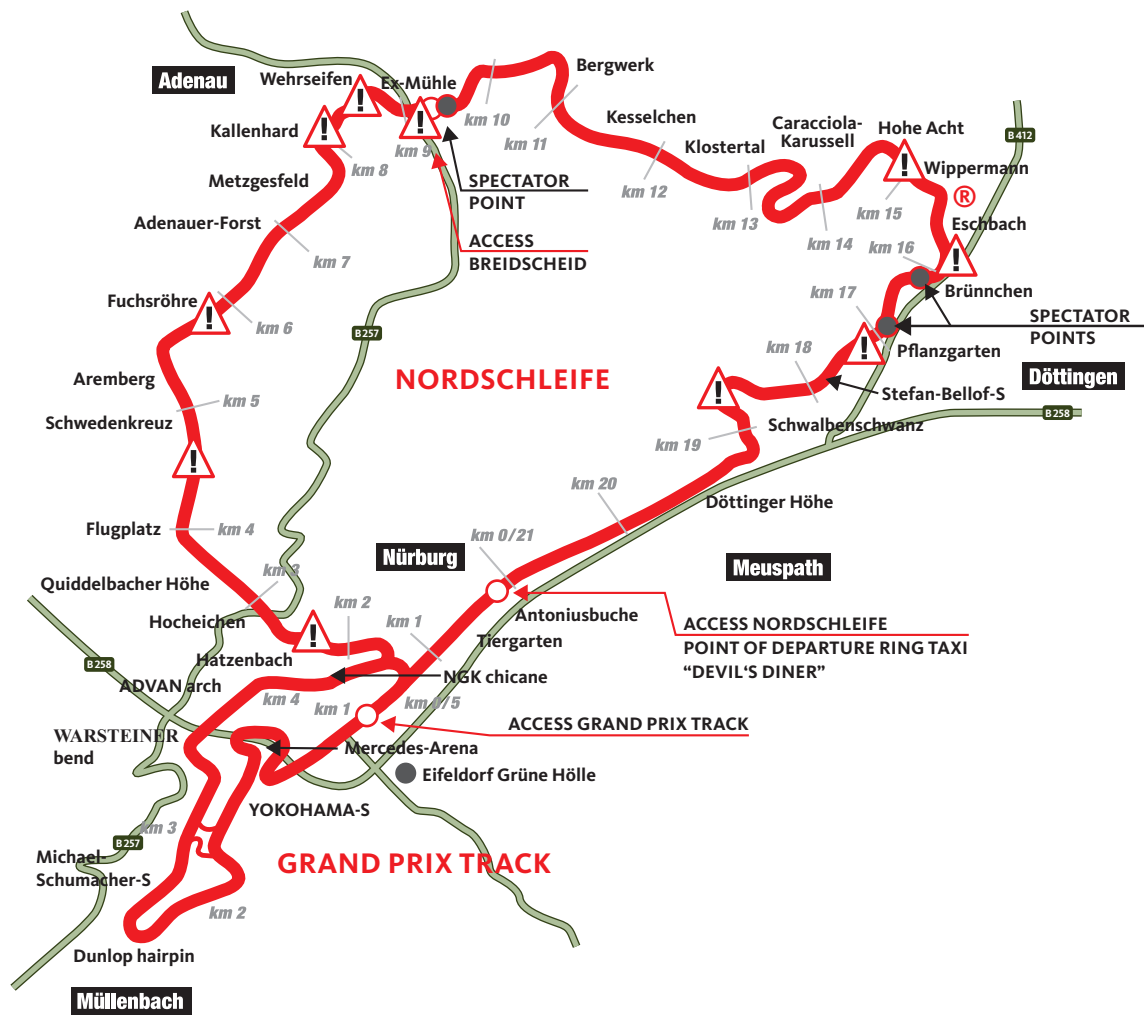 Adenau
Wehrseifen
Ex-Mühle
Bergwerk
km 10
km 11
Kallenhard
km 9
km 8
Kesselchen
Caracciola-
Karussell
Hohe Acht
B 412
Klostertal
Wippermann
Metzgesfeld
SPECTATOR
POINT
km 12
km 13
km 15
®
Adenauer-Forst
km 14
Eschbach
ACCESS
BREIDSCHEID
km 16
km 7
Fuchsröhre
km 6
km 17
Brünnchen
SPECTATOR
POINTS
B257
km 18
Pflanzgarten
Aremberg
NORDSCHLEIFE
Döttingen
km 5
Stefan-Bellof-S
Schwedenkreuz
B 258
Schwalbenschwanz
km 19
km 20
Döttinger Höhe
Flugplatz
km 4
km 0/21
Nürburg
Meuspath
km 3
Quiddelbacher Höhe
km 2
Hocheichen
km 1
Antoniusbuche
ACCESS NORDSCHLEIFE
POINT OF DEPARTURE RING TAXI
“DEVIL‘S DINER”
Tiergarten
Hatzenbach
B 258
ADVAN arch
NGK chicane
km 4
km 1
km 0/5
ACCESS GRAND PRIX TRACK
WARSTEINER
bend
Mercedes-Arena
Eifeldorf Grüne Hölle
YOKOHAMA-S
km 3
B 257
Michael-
Schumacher-S
GRAND PRIX TRACK
km 2
Dunlop hairpin
Müllenbach